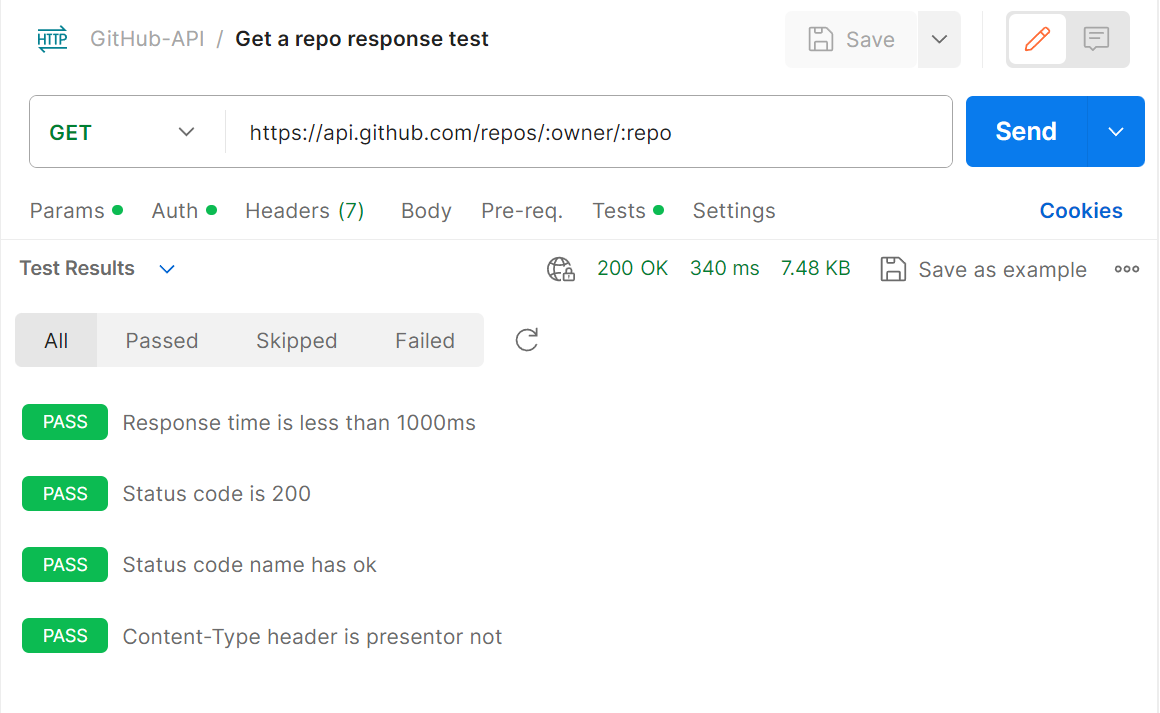 HTTP GitHub-API / Get a repo response test Save
GET https://api.github.com/repos/:owner/:repo Send
Params Auth Headers (7) Body Pre-req. Tests Settings Cookies
Test Results 200 OK 340 ms 7.48 KB Save as example
All Passed Skipped Failed
PASS Response time is less than 1000ms
PASS Status code is 200
PASS Status code name has ok
PASS Content-Type header is presentor not